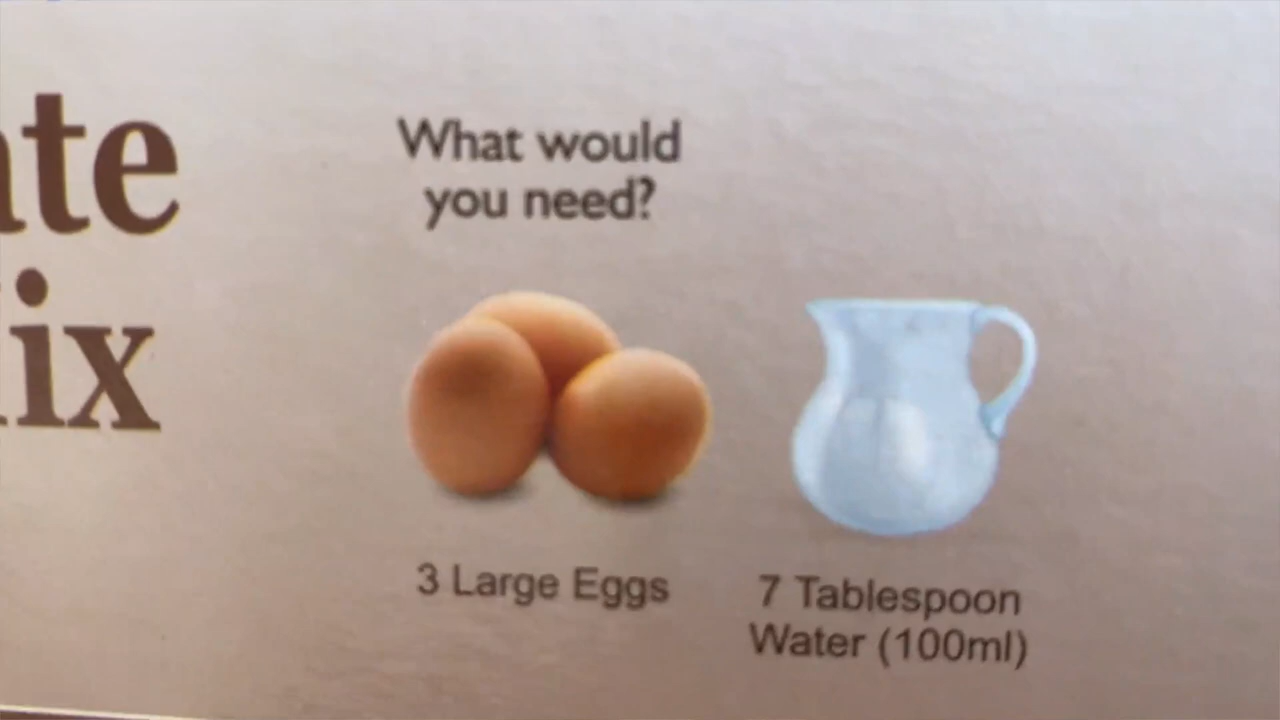 What would
you need?
3 Large Eggs
7 Tablespoon
Water (100ml)